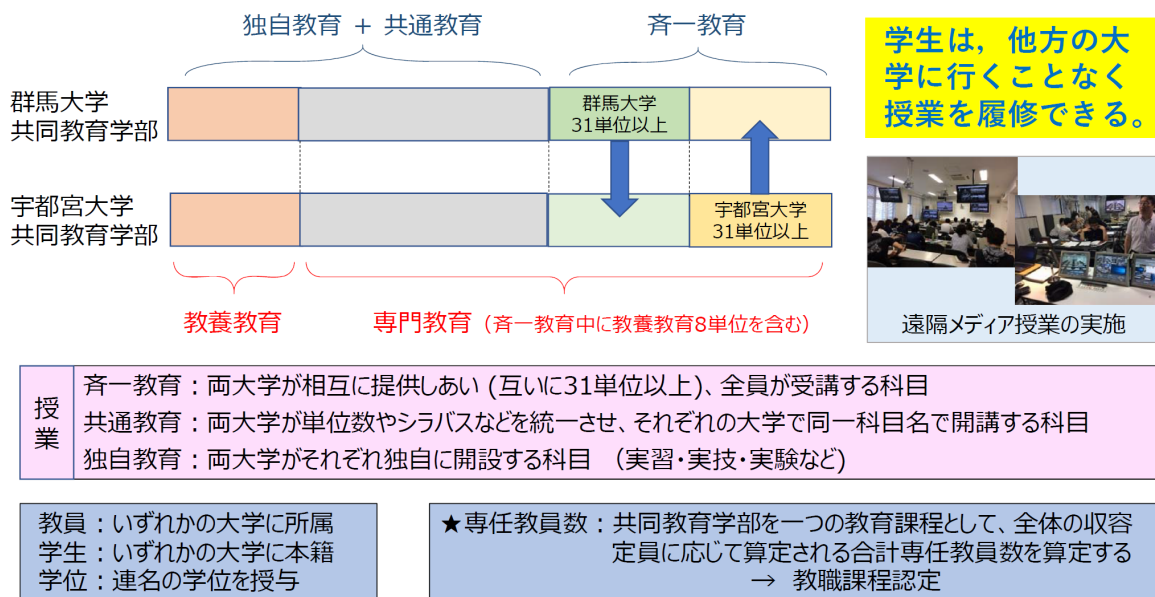 独自教育 + 共通教育
斉一教育
群馬大学
共同教育学部
群馬大学
31単位以上
宇都宮大学
共同教育学部
宇都宮大学
31単位以上
教養教育
専門教育（斉一教育中に教養教育8単位を含む）
学生は，他方の大
学に行くことなく
授業を履修できる。
遠隔メディア授業の実施
授業
斉一教育：両大学が相互に提供しあい (互いに31単位以上)、全員が受講する科目
共通教育：両大学が単位数やシラバスなどを統一させ、それぞれの大学で同一科目名で開講する科目
独自教育：両大学がそれぞれ独自に開設する科目　（実習・実技・実験など）
教員：いずれかの大学に所属
学生：いずれかの大学に本籍
学位：連名の学位を授与
★専任教員数：共同教育学部を一つの教育課程として、全体の収容
定員に応じて算定される合計専任教員数を算定する
→ 教職課程認定